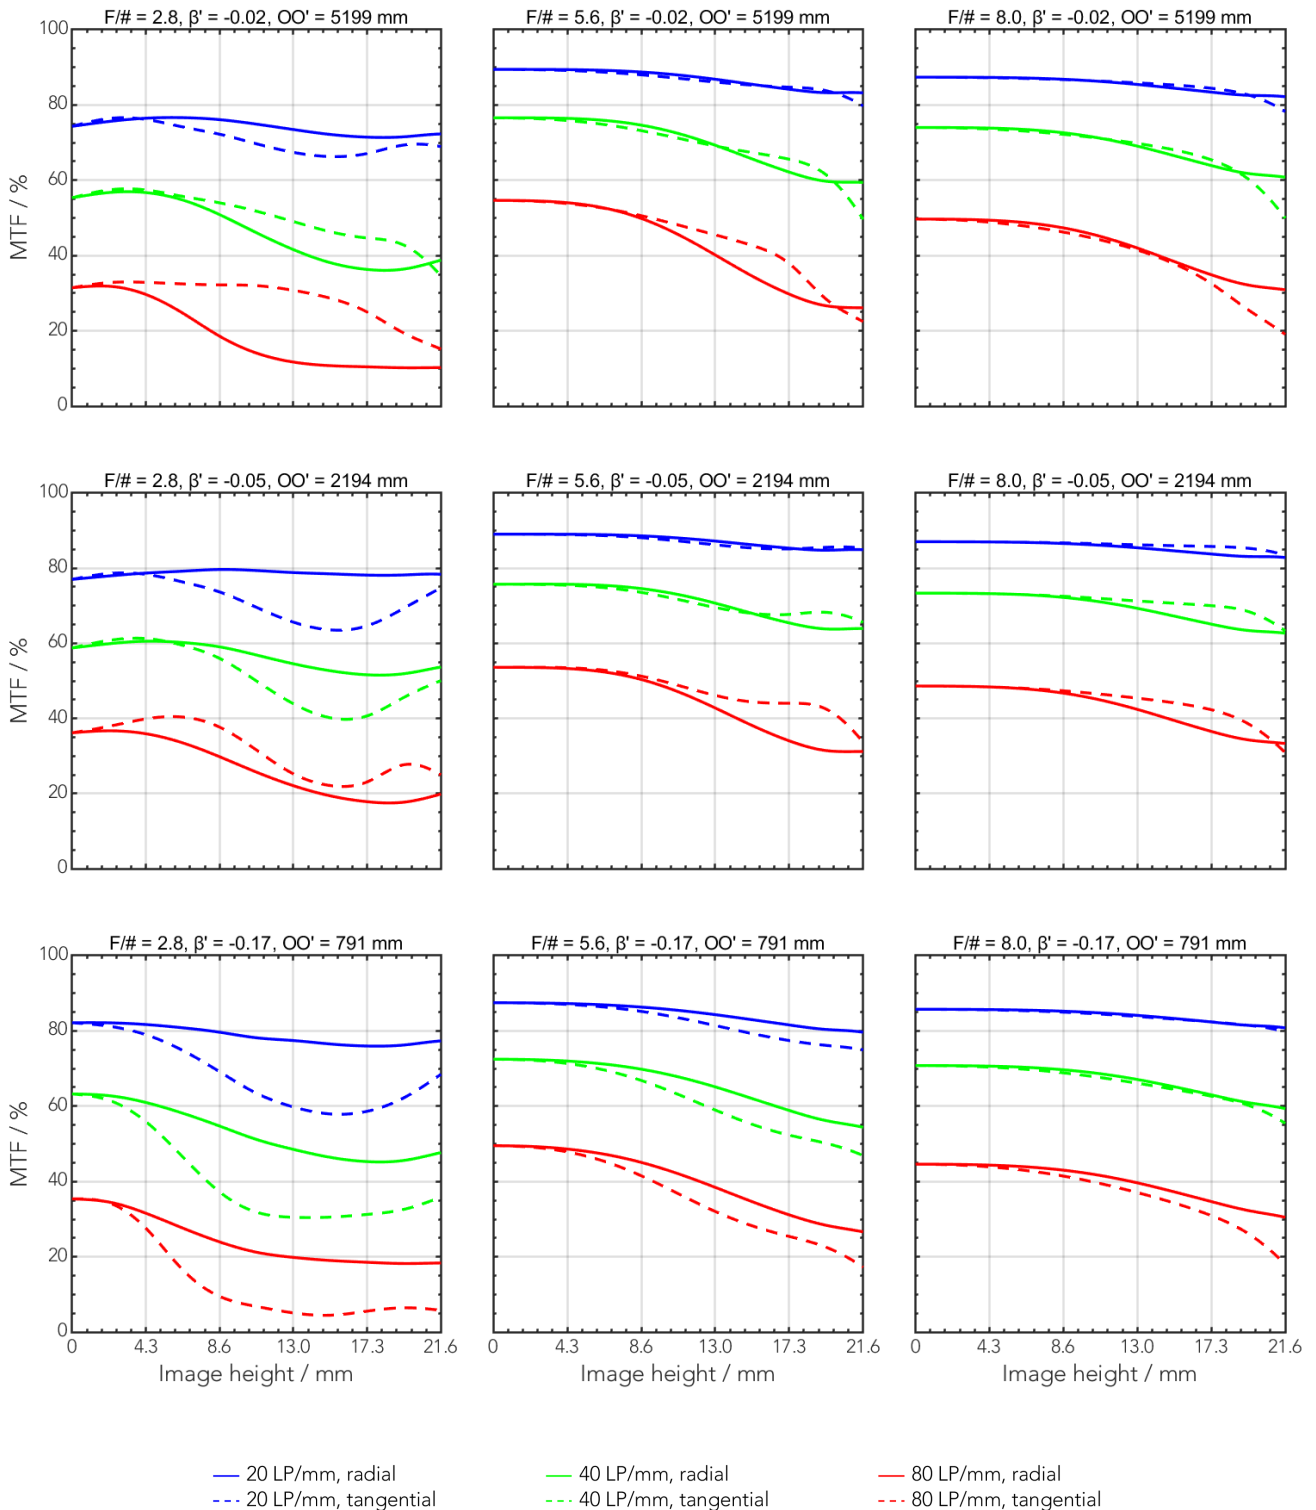 F/# = 2.8, β' = -0.02, OO' = 5199 mm
F/# = 5.6, β' = -0.02, OO' = 5199 mm
F/# = 8.0, β' = -0.02, OO' = 5199 mm
100
80
60
40
20
0
MTF / %
F/# = 2.8, β' = -0.05, OO' = 2194 mm
F/# = 5.6, β' = -0.05, OO' = 2194 mm
F/# = 8.0, β' = -0.05, OO' = 2194 mm
100
80
60
40
20
0
MTF / %
F/# = 2.8, β' = -0.17, OO' = 791 mm
F/# = 5.6, β' = -0.17, OO' = 791 mm
F/# = 8.0, β' = -0.17, OO' = 791 mm
100
80
60
40
20
0
MTF / %
0 4.3 8.6 13.0 17.3 21.6
0 4.3 8.6 13.0 17.3 21.6
0 4.3 8.6 13.0 17.3 21.6
Image height / mm
Image height / mm
Image height / mm
20 LP/mm, radial
40 LP/mm, radial
80 LP/mm, radial
20 LP/mm, tangential
40 LP/mm, tangential
80 LP/mm, tangential